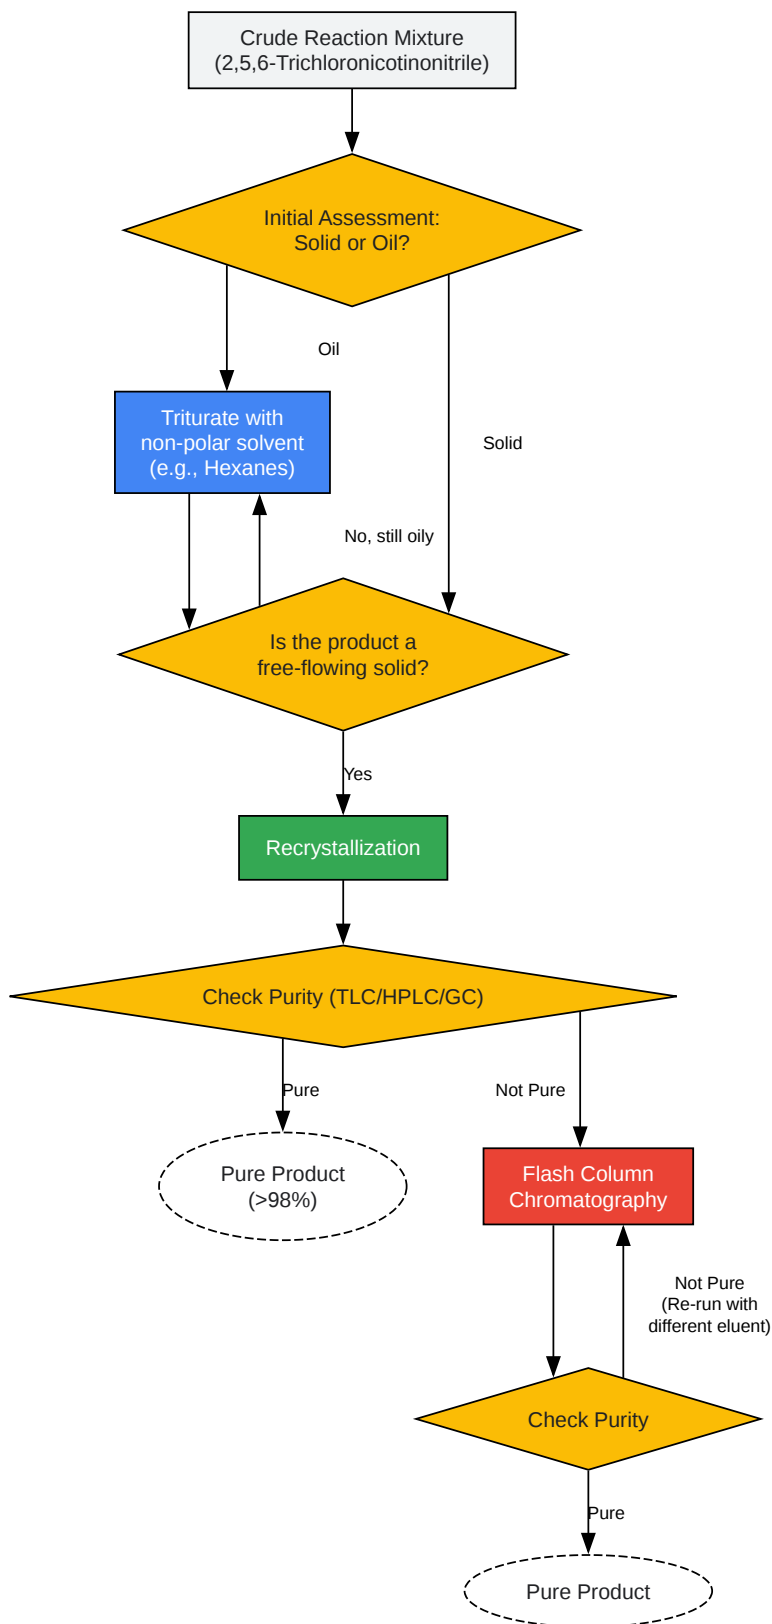 Crude Reaction Mixture
(2,5,6-Trichloronicotinonitrile)
Initial Assessment:
Solid or Oil?
Oil
Triturate with
non-polar solvent
(e.g., Hexanes)
Solid
No, still oily
Is the product a
free-flowing solid?
Yes
Recrystallization
Check Purity (TLC/HPLC/GC)
Pure
Not Pure
Pure Product
(>98%)
Flash Column
Chromatography
Not Pure
(Re-run with
different eluent)
Check Purity
Pure
Pure Product